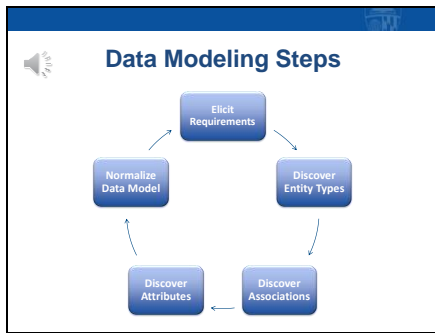 Data Modeling Steps
Elicit
Requirements
Discover
Entity Types
Discover
Associations
Discover
Attributes
Normalize
Data Model